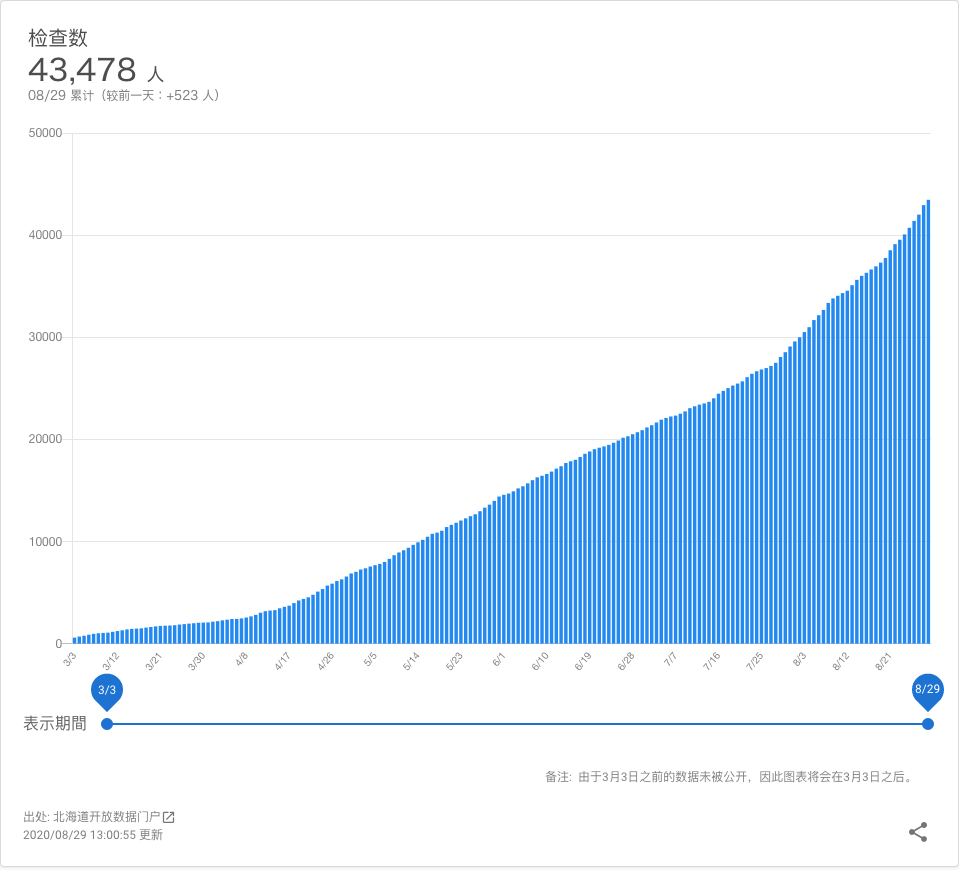 检查数
43,478 人
08/29 累计（较前一天：+523 人）
50000
40000
30000
20000
10000
0
3/3 3/12 3/21 3/30 4/8 4/17 4/26 5/5 5/14 5/23 6/1 6/10 6/19 6/28 7/7 7/16 7/25 8/3 8/12 8/21
3/3 8/29
表示期間
备注: 由于3月3日之前的数据未被公开，因此图表将会在3月3日之后。
出处: 北海道开放数据门户
2020/08/29 13:00:55 更新